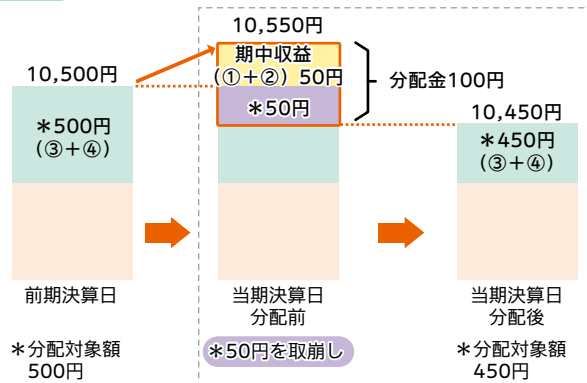 10,550円
期中収益
(①+②) 50円
分配金100円
10,500円
*50円
10,450円
*500円
(③+④)
*450円
(③+④)
前期決算日
当期決算日
分配前
当期決算日
分配後
*分配対象額
500円
*50円を取崩し
*分配対象額
450円